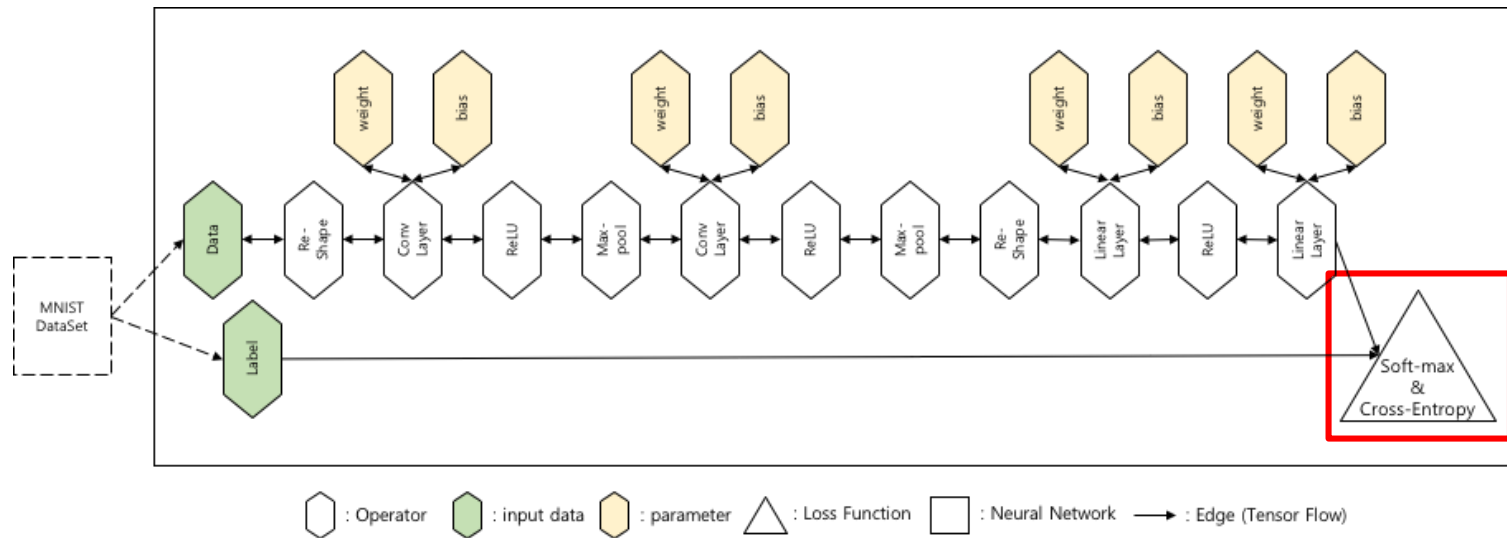 weight
bias
weight
bias
weight
bias
weight
bias
Data
Re-
Shape
Conv
Layer
ReLU
Max-
pool
Conv
Layer
ReLU
Max-
pool
Re-
Shape
Linear
Layer
ReLU
Linear
Layer
MNIST
DataSet
Label
Soft-max
&
Cross-Entropy
: Operator
: input data
: parameter
: Loss Function
: Neural Network
: Edge (Tensor Flow)